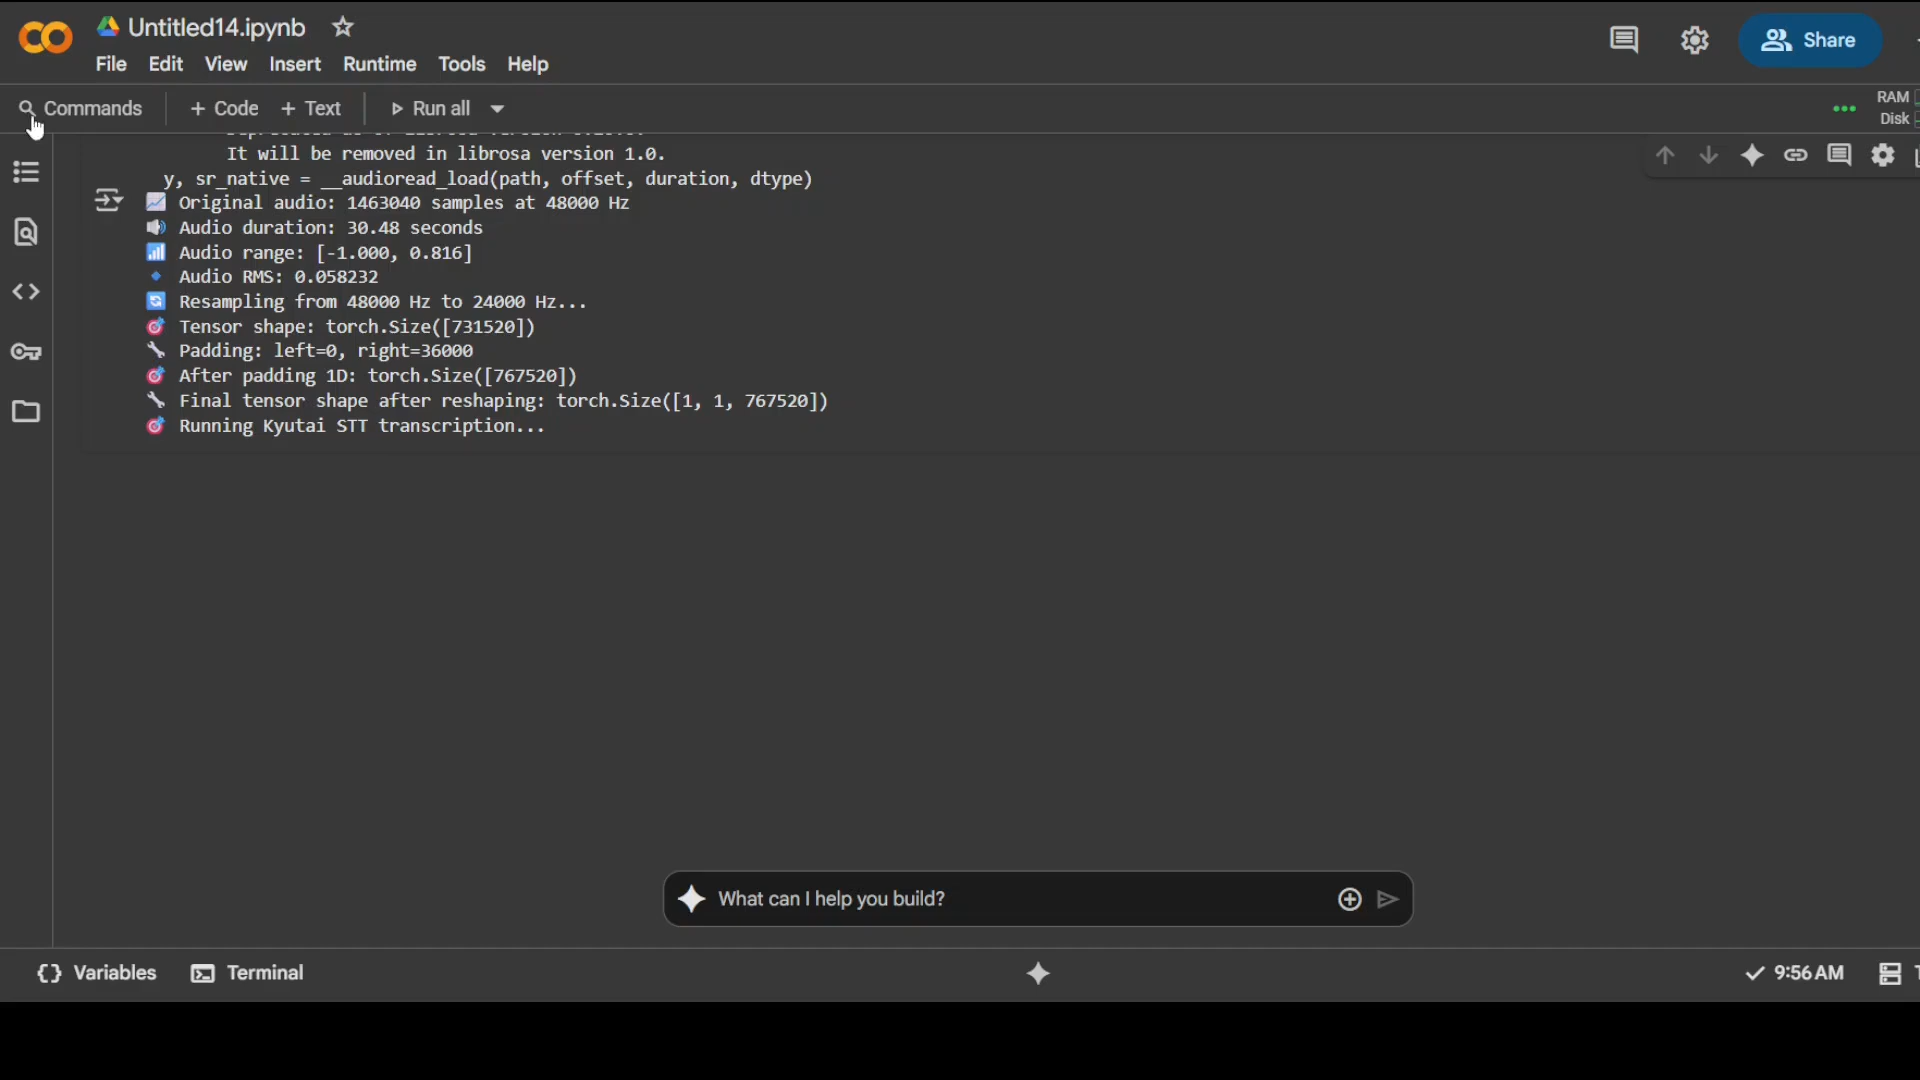 Untitled14.ipynb
File Edit View Insert Runtime Tools Help
Share
Commands + Code + Text Run all
RAM
Disk
It will be removed in librosa version 1.0.
y, sr_native = __audioread_load(path, offset, duration, dtype)
Original audio: 1463040 samples at 48000 Hz
Audio duration: 30.48 seconds
Audio range: [-1.000, 0.816]
Audio RMS: 0.058232
Resampling from 48000 Hz to 24000 Hz...
Tensor shape: torch.Size([731520])
Padding: left=0, right=36000
After padding 1D: torch.Size([767520])
Final tensor shape after reshaping: torch.Size([1, 1, 767520])
Running Kyutai STT transcription...
What can I help you build?
Variables Terminal
9:56 AM